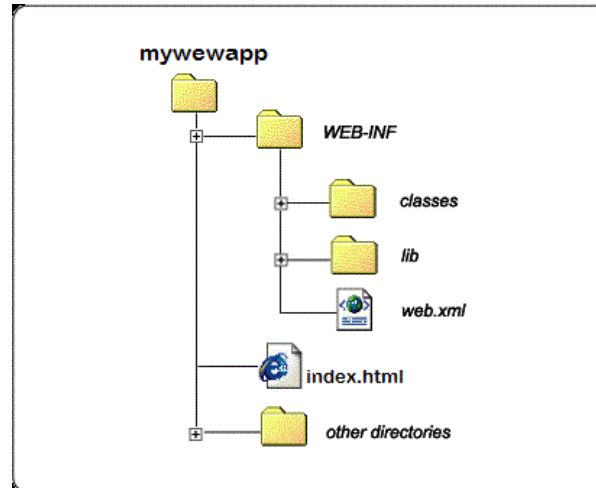 mywewapp
WEB-INF
classes
lib
web.xml
index.html
other directories